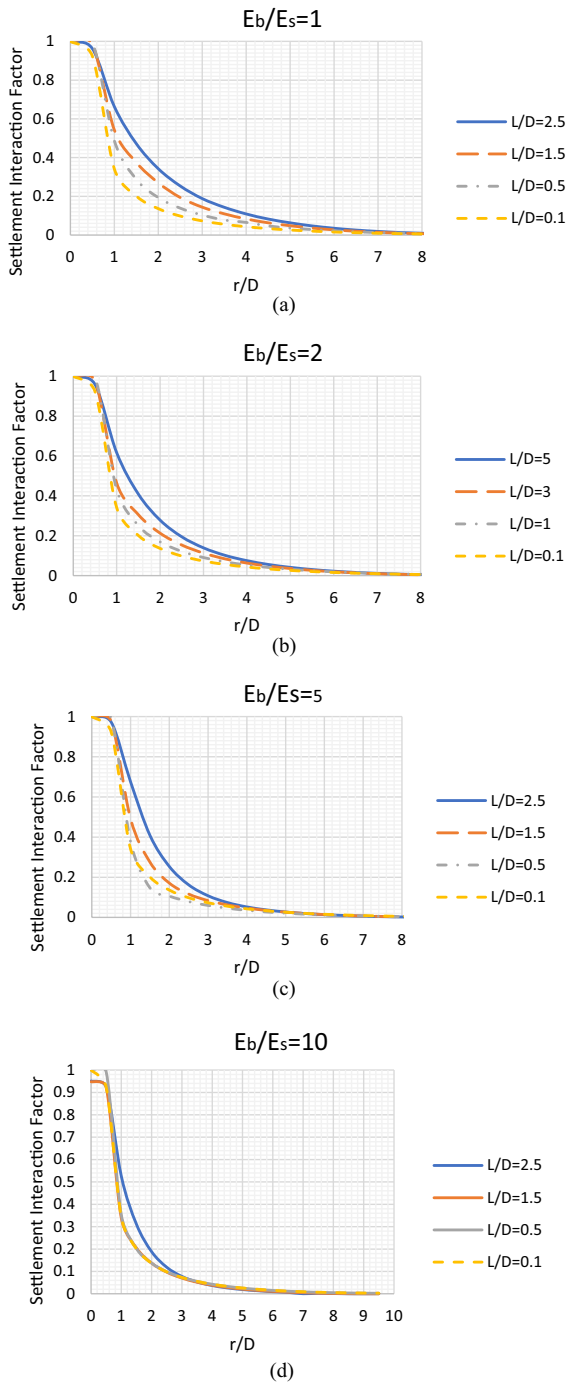 Eb/Es=1
Settlement Interaction Factor
1
0.8
0.6
0.4
0.2
0
0 1 2 3 4 5 6 7 8
r/D
L/D=2.5
L/D=1.5
L/D=0.5
L/D=0.1
(a)
Eb/Es=2
Settlement Interaction Factor
1
0.8
0.6
0.4
0.2
0
0 1 2 3 4 5 6 7 8
r/D
L/D=5
L/D=3
L/D=1
L/D=0.1
(b)
Eb/Es=5
Settlement Interaction Factor
1
0.8
0.6
0.4
0.2
0
0 1 2 3 4 5 6 7 8
r/D
L/D=2.5
L/D=1.5
L/D=0.5
L/D=0.1
(c)
Eb/Es=10
Settlement Interaction Factor
1
0.9
0.8
0.7
0.6
0.5
0.4
0.3
0.2
0.1
0
0 1 2 3 4 5 6 7 8 9 10
r/D
L/D=2.5
L/D=1.5
L/D=0.5
L/D=0.1
(d)